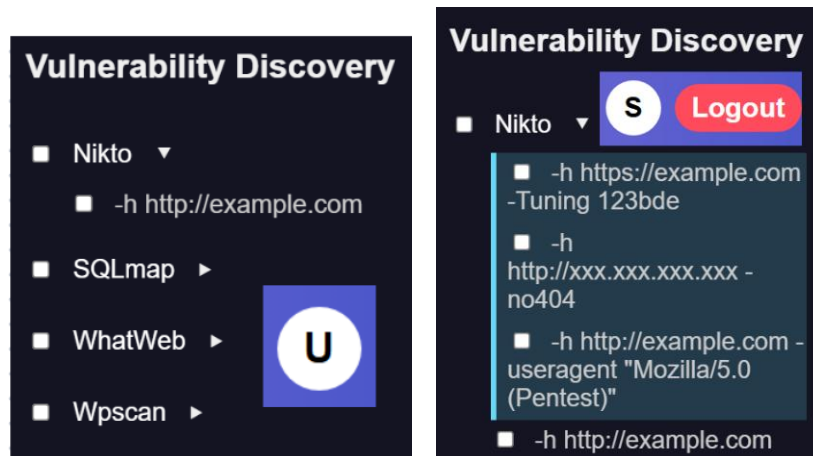 Vulnerability Discovery
Nikto ▼
-h http://example.com
SQLmap ►
WhatWeb ►
U
Wpscan ►
Vulnerability Discovery
S Logout
Nikto ▼
-h https://example.com
-Tuning 123bde
-h
http://xxx.xxx.xxx.xxx -
no404
-h http://example.com -
useragent "Mozilla/5.0
(Pentest)"
-h http://example.com